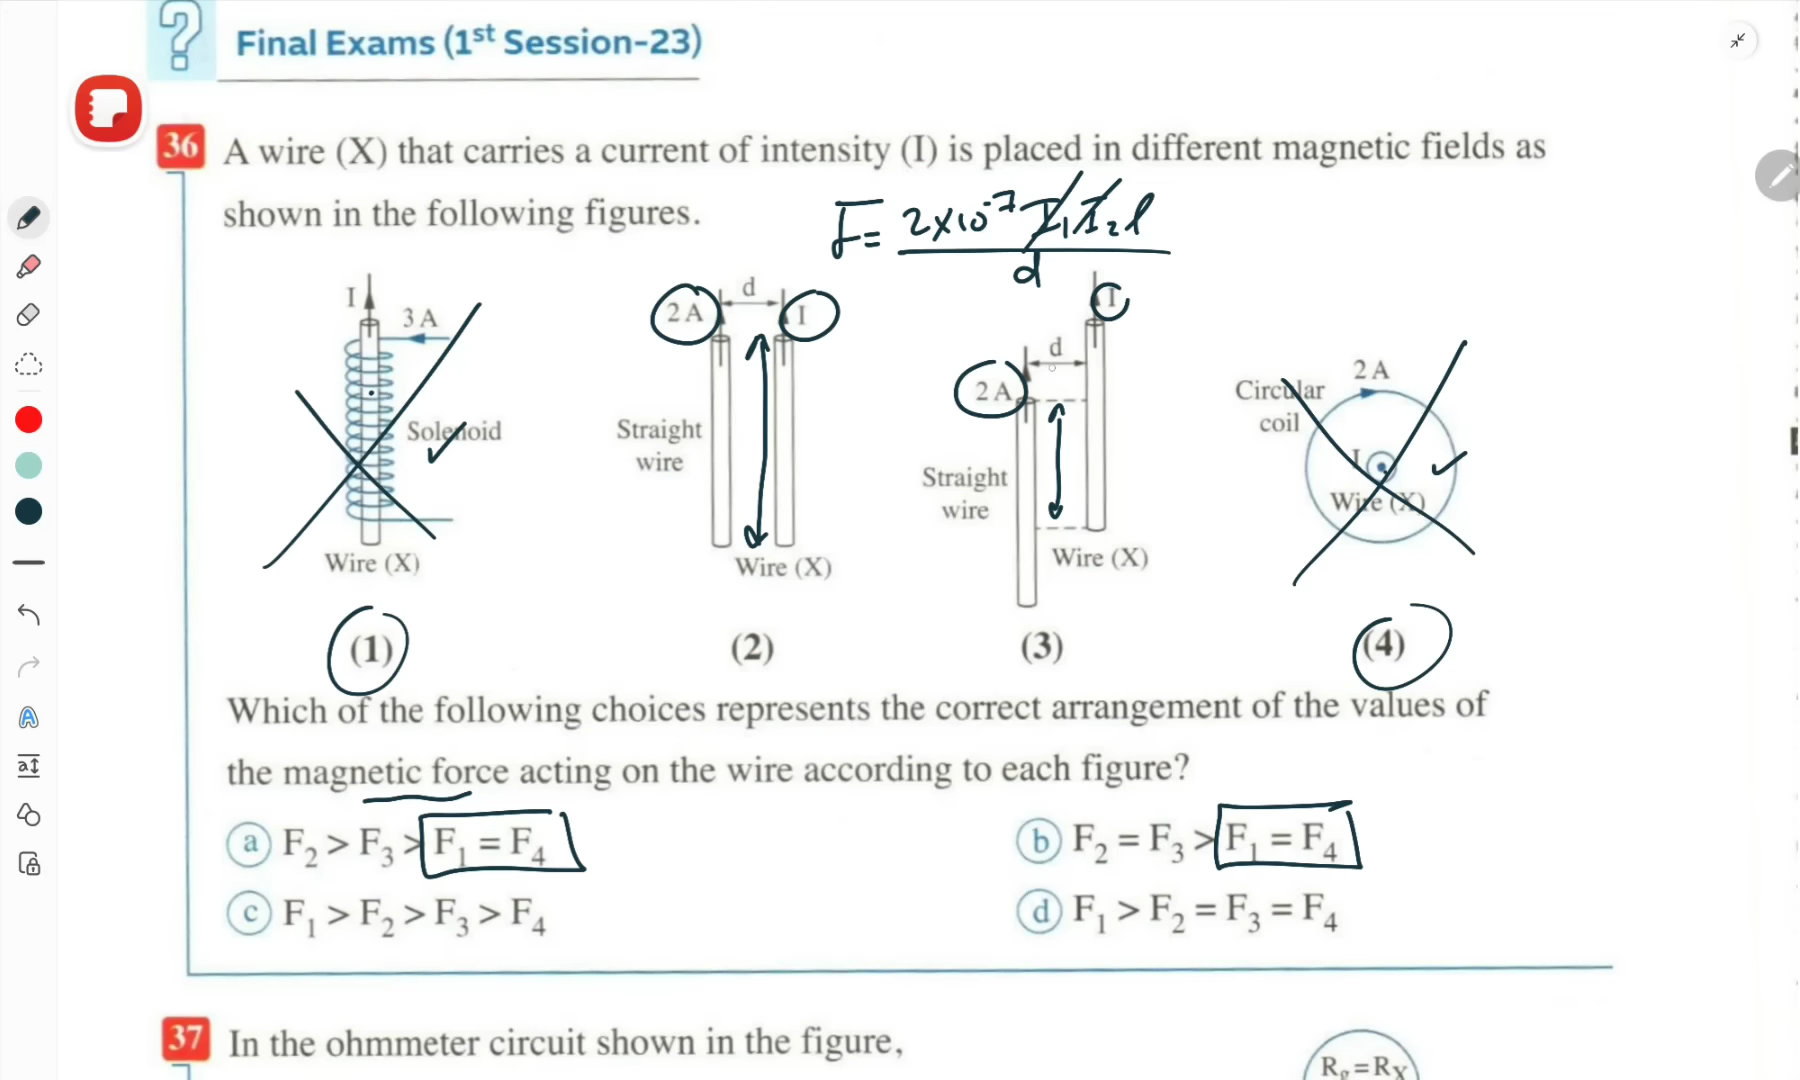 Final Exams (1st Session-23)
36 A wire (X) that carries a current of intensity (I) is placed in different magnetic fields as
shown in the following figures.
F = 2×10⁻⁷ I₁I₂ℓ
d
I
3 A
Solenoid
Wire (X)
(1)
2 A
d
I
Straight
wire
Wire (X)
(2)
I
d
2 A
Straight
wire
Wire (X)
(3)
2 A
Circular
coil
I
Wire (X)
(4)
Which of the following choices represents the correct arrangement of the values of
the magnetic force acting on the wire according to each figure?
a F₂ > F₃ > F₁ = F₄
b F₂ = F₃ > F₁ = F₄
c F₁ > F₂ > F₃ > F₄
d F₁ > F₂ = F₃ = F₄
37 In the ohmmeter circuit shown in the figure,
Rg = RX